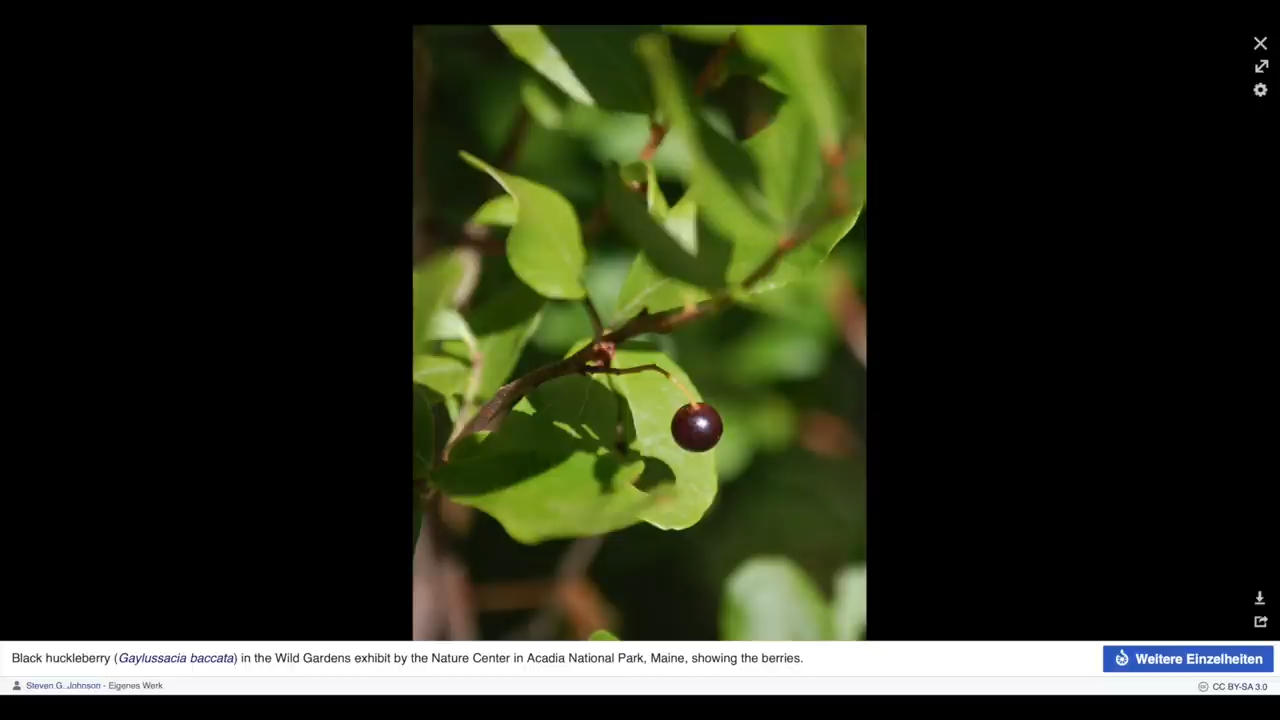 Black huckleberry (Gaylussacia baccata) in the Wild Gardens exhibit by the Nature Center in Acadia National Park, Maine, showing the berries.
Weitere Einzelheiten
Steven G. Johnson - Eigenes Werk
CC BY-SA 3.0